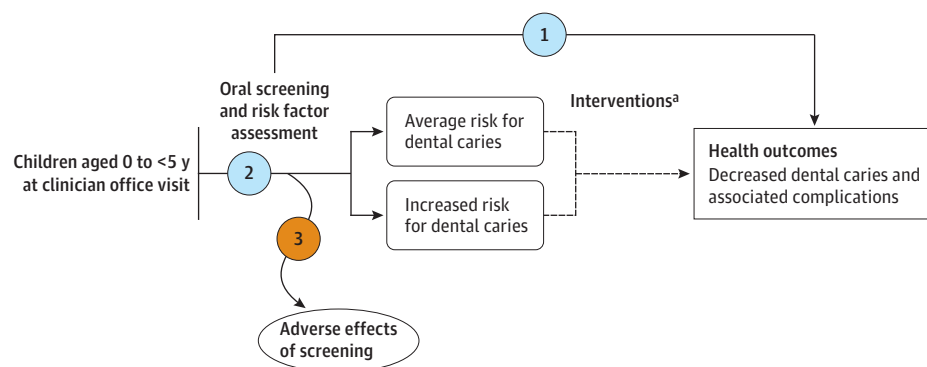 1
Oral screening
and risk factor
assessment
Interventionsᵃ
Average risk for
dental caries
Children aged 0 to <5 y
at clinician office visit
2
Health outcomes
Decreased dental caries and
associated complications
Increased risk
for dental caries
3
Adverse effects
of screening